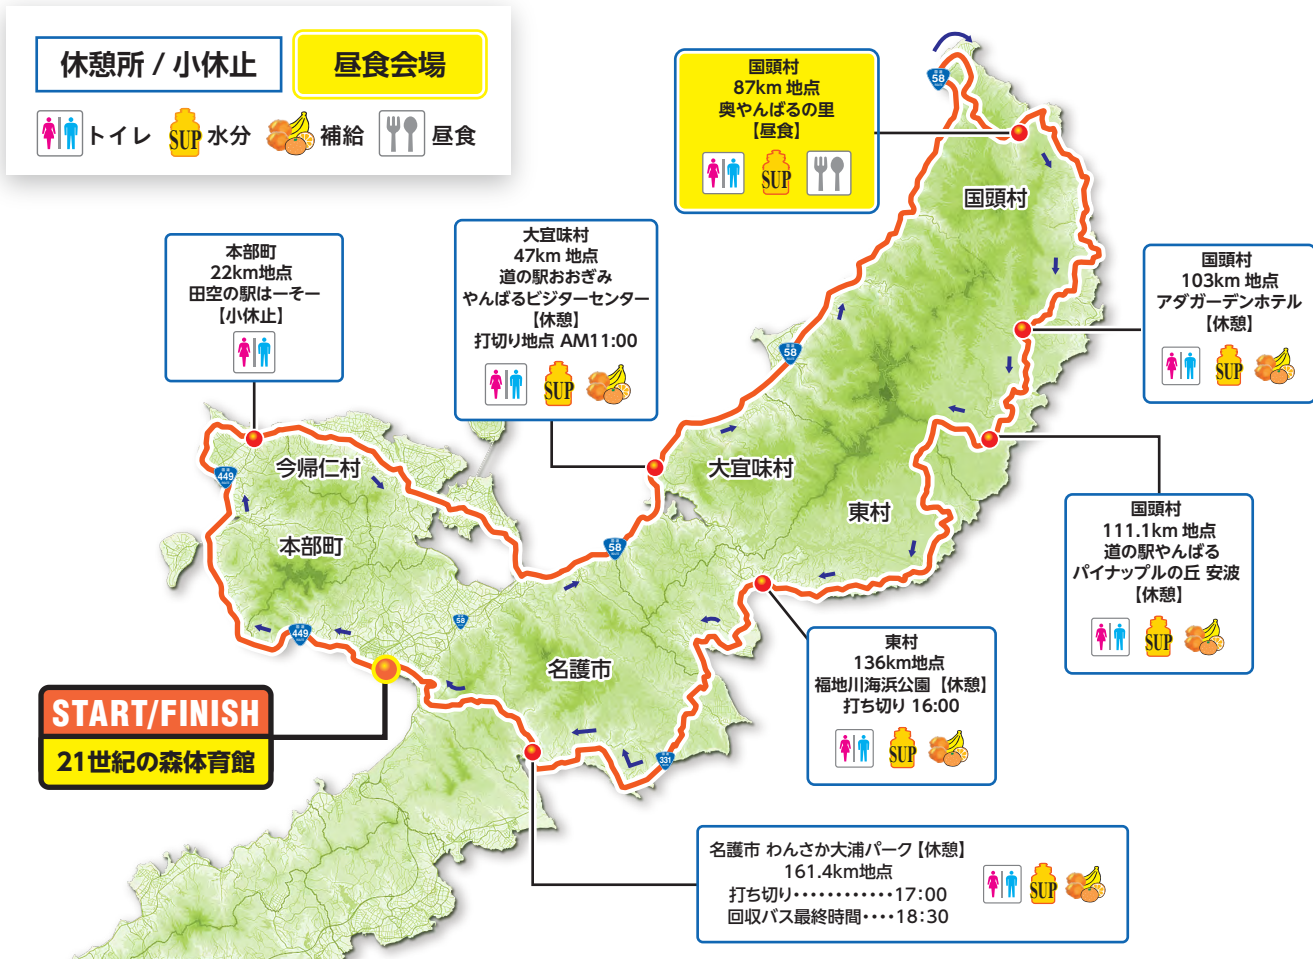 休憩所 / 小休止
昼食会場
トイレ
SUP 水分
補給
昼食
国頭村
87km 地点
奥やんばるの里
【昼食】
SUP
58
国頭村
大宜味村
47km 地点
道の駅おおぎみ
やんばるビジターセンター
【休憩】
打切り地点 AM11:00
SUP
本部町
22km地点
田空の駅はーそー
【小休止】
国頭村
103km 地点
アダガーデンホテル
【休憩】
SUP
58
今帰仁村
449
大宜味村
東村
本部町
58
国頭村
111.1km 地点
道の駅やんばる
パイナップルの丘 安波
【休憩】
SUP
449
58
名護市
東村
136km地点
福地川海浜公園【休憩】
打ち切り 16:00
SUP
START/FINISH
21世紀の森体育館
331
名護市 わんさか大浦パーク【休憩】
161.4km地点
打ち切り・・・・・・・・・・・・17:00
回収バス最終時間・・・・18:30
SUP